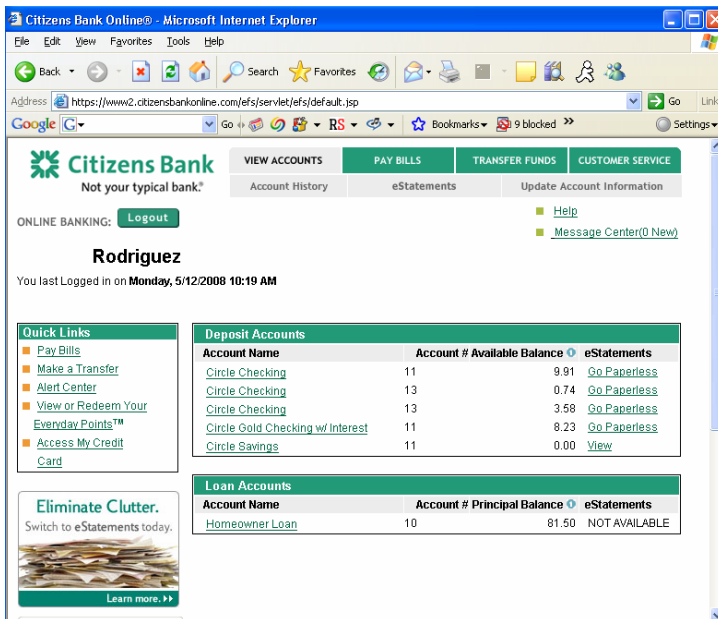 Citizens Bank Online® - Microsoft Internet Explorer
File Edit View Favorites Tools Help
Back Search Favorites
Address https://www2.citizensbankonline.com/efs/servlet/efs/default.jsp Go Link
Google G Go RS Bookmarks 9 blocked Settings
Citizens Bank
Not your typical bank.®
VIEW ACCOUNTS PAY BILLS TRANSFER FUNDS CUSTOMER SERVICE
Account History eStatements Update Account Information
ONLINE BANKING: Logout
Help
Message Center(0 New)
Rodriguez
You last Logged in on Monday, 5/12/2008 10:19 AM
Quick Links
Pay Bills
Make a Transfer
Alert Center
View or Redeem Your
Everyday Points™
Access My Credit
Card
Eliminate Clutter.
Switch to eStatements today.
Learn more.
Deposit Accounts
Account Name Account # Available Balance eStatements
Circle Checking 11 9.91 Go Paperless
Circle Checking 13 0.74 Go Paperless
Circle Checking 13 3.58 Go Paperless
Circle Gold Checking w/ Interest 11 8.23 Go Paperless
Circle Savings 11 0.00 View
Loan Accounts
Account Name Account # Principal Balance eStatements
Homeowner Loan 10 81.50 NOT AVAILABLE